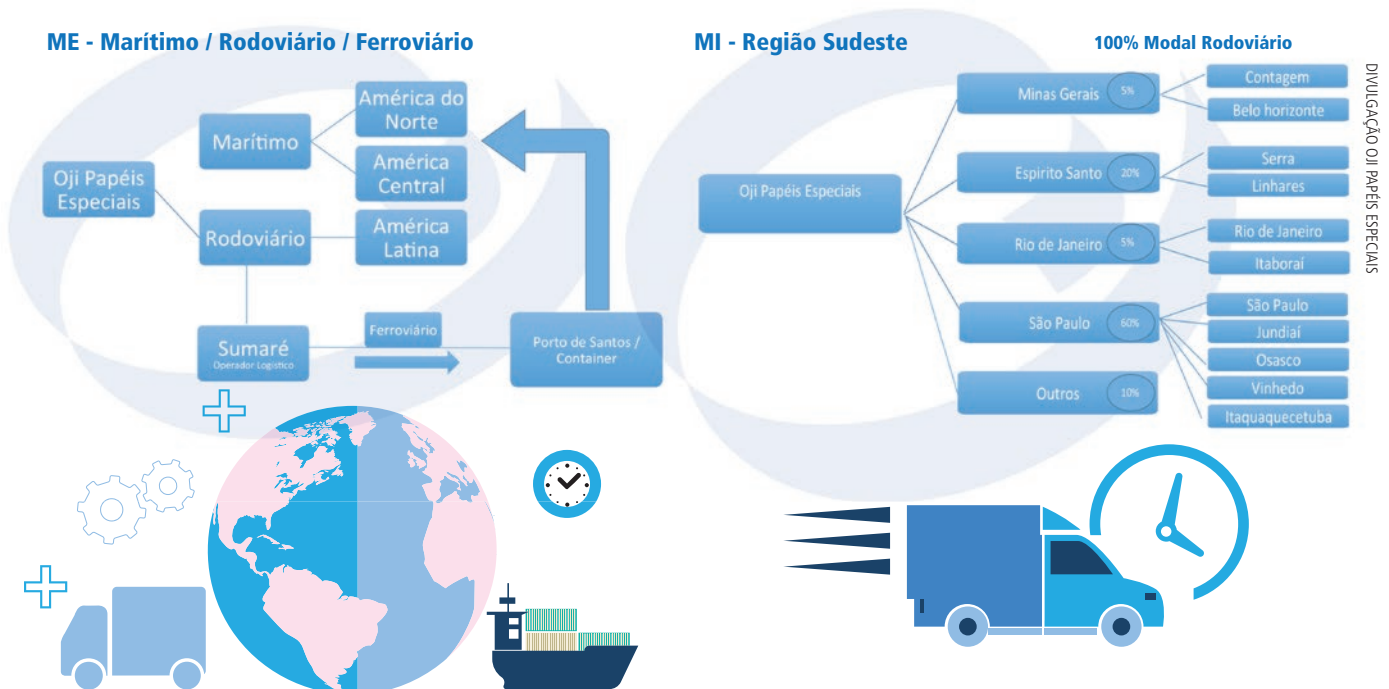 ME - Marítimo / Rodoviário / Ferroviário
Oji Papéis
Especiais
Marítimo
Rodoviário
América do
Norte
América
Central
América
Latina
Sumaré
Operador Logístico
Ferroviário
Porto de Santos /
Container
MI - Região Sudeste
100% Modal Rodoviário
Oji Papéis Especiais
Minas Gerais 5%
Contagem
Belo horizonte
Espirito Santo 20%
Serra
Linhares
Rio de Janeiro 5%
Rio de Janeiro
Itaboraí
São Paulo 60%
São Paulo
Jundiaí
Osasco
Vinhedo
Itaquaquecetuba
Outros 10%
DIVULGAÇÃO OJI PAPÉIS ESPECIAIS